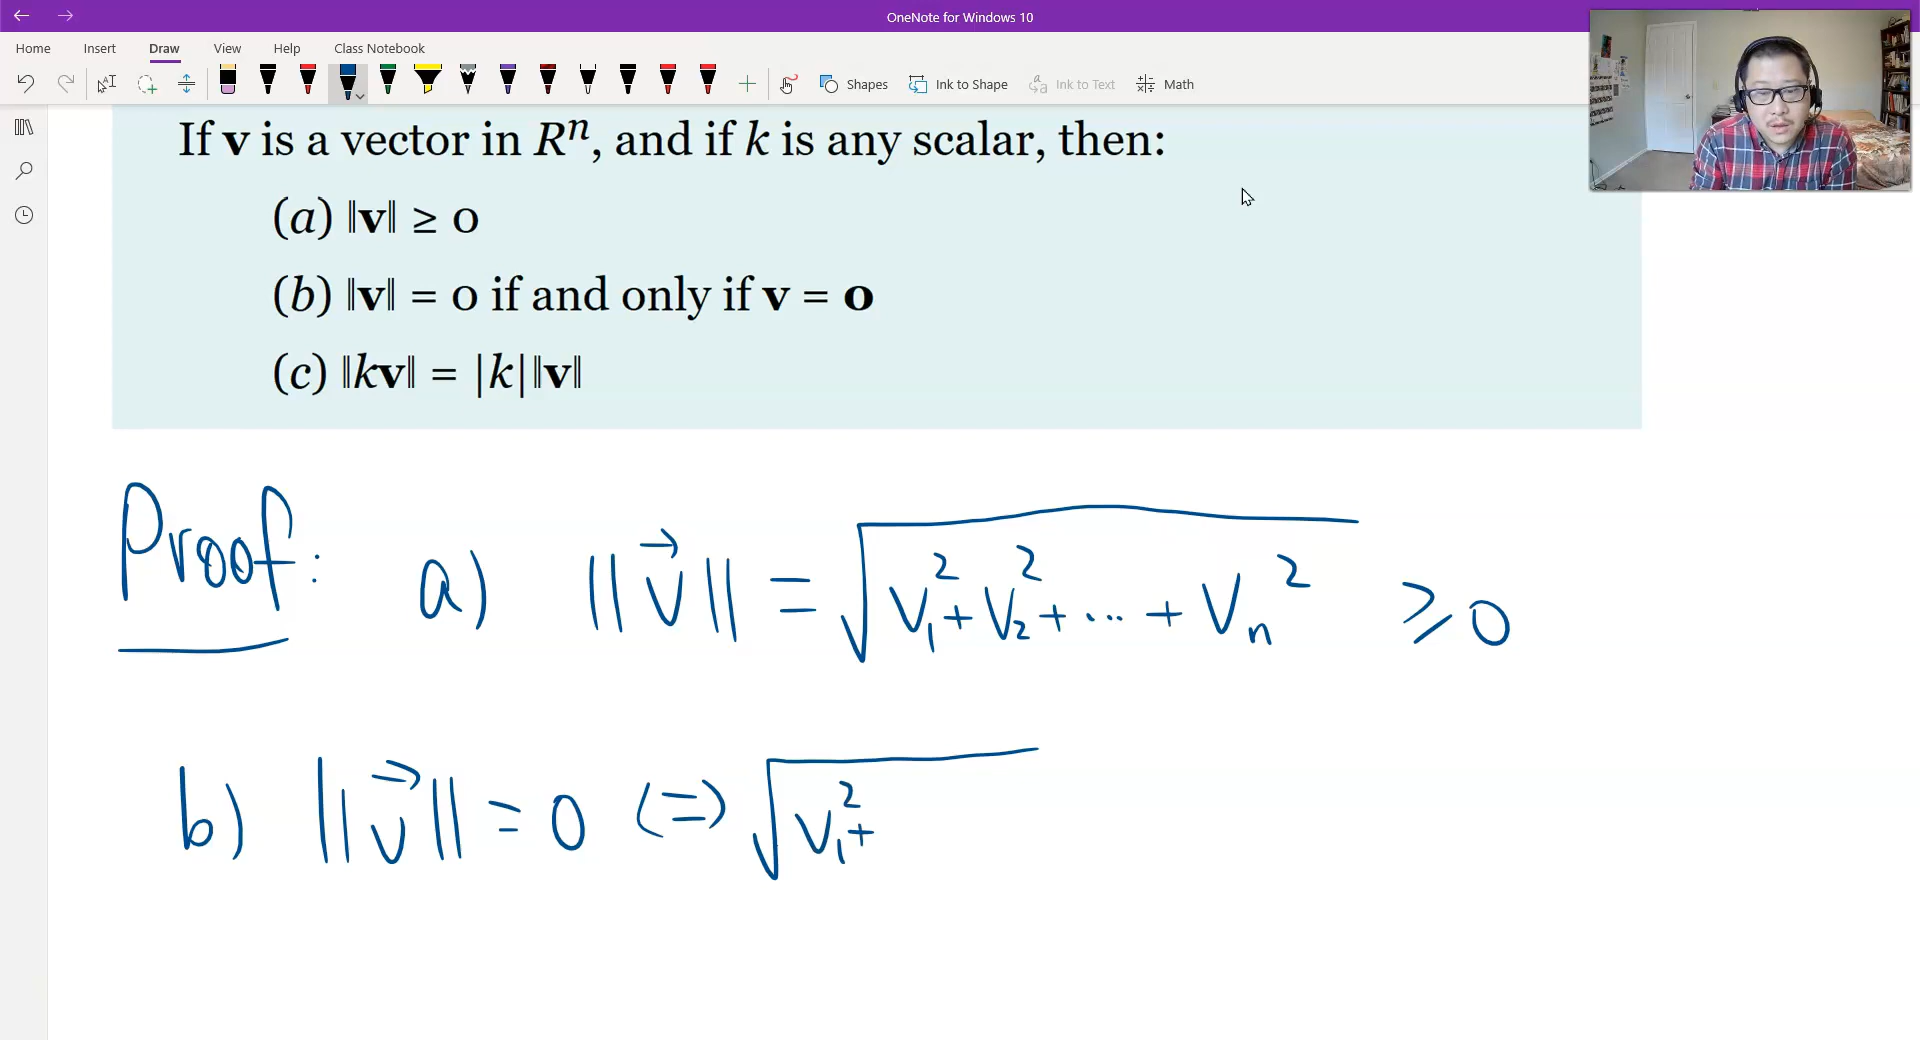 OneNote for Windows 10
Home Insert Draw View Help Class Notebook
Shapes Ink to Shape Ink to Text Math
If v is a vector in Rⁿ, and if k is any scalar, then:
(a) ‖v‖ ≥ 0
(b) ‖v‖ = 0 if and only if v = 0
(c) ‖kv‖ = |k|‖v‖
Proof: a) ‖v⃗‖ = √(v₁² + v₂² + ... + vₙ²) ≥ 0
b) ‖v⃗‖ = 0 (=) √(v₁² +